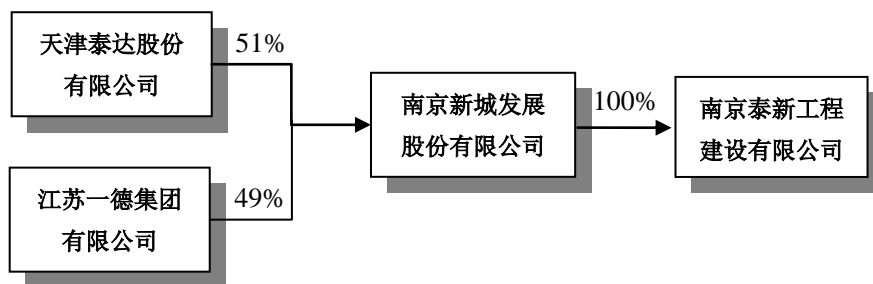 天津泰达股份
有限公司
51%
江苏一德集团
有限公司
49%
南京新城发展
股份有限公司
100%
南京泰新工程
建设有限公司